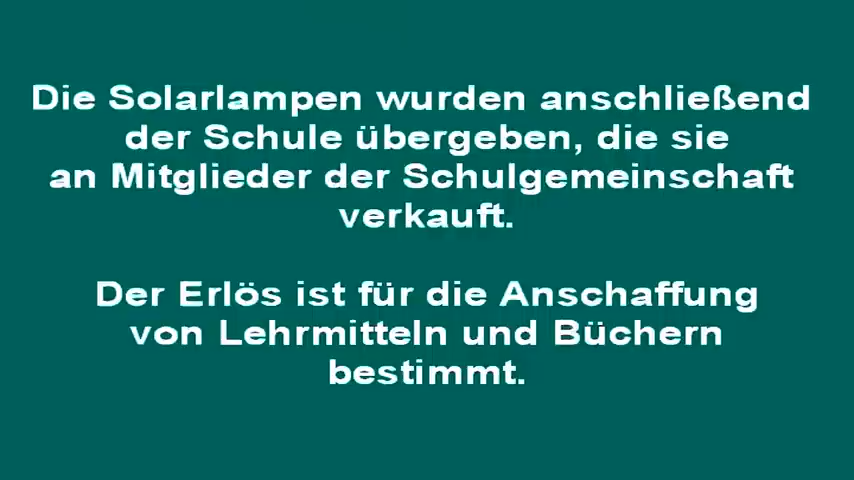 Die Solarlampen wurden anschließend
der Schule übergeben, die sie
an Mitglieder der Schulgemeinschaft
verkauft.
Der Erlös ist für die Anschaffung
von Lehrmitteln und Büchern
bestimmt.